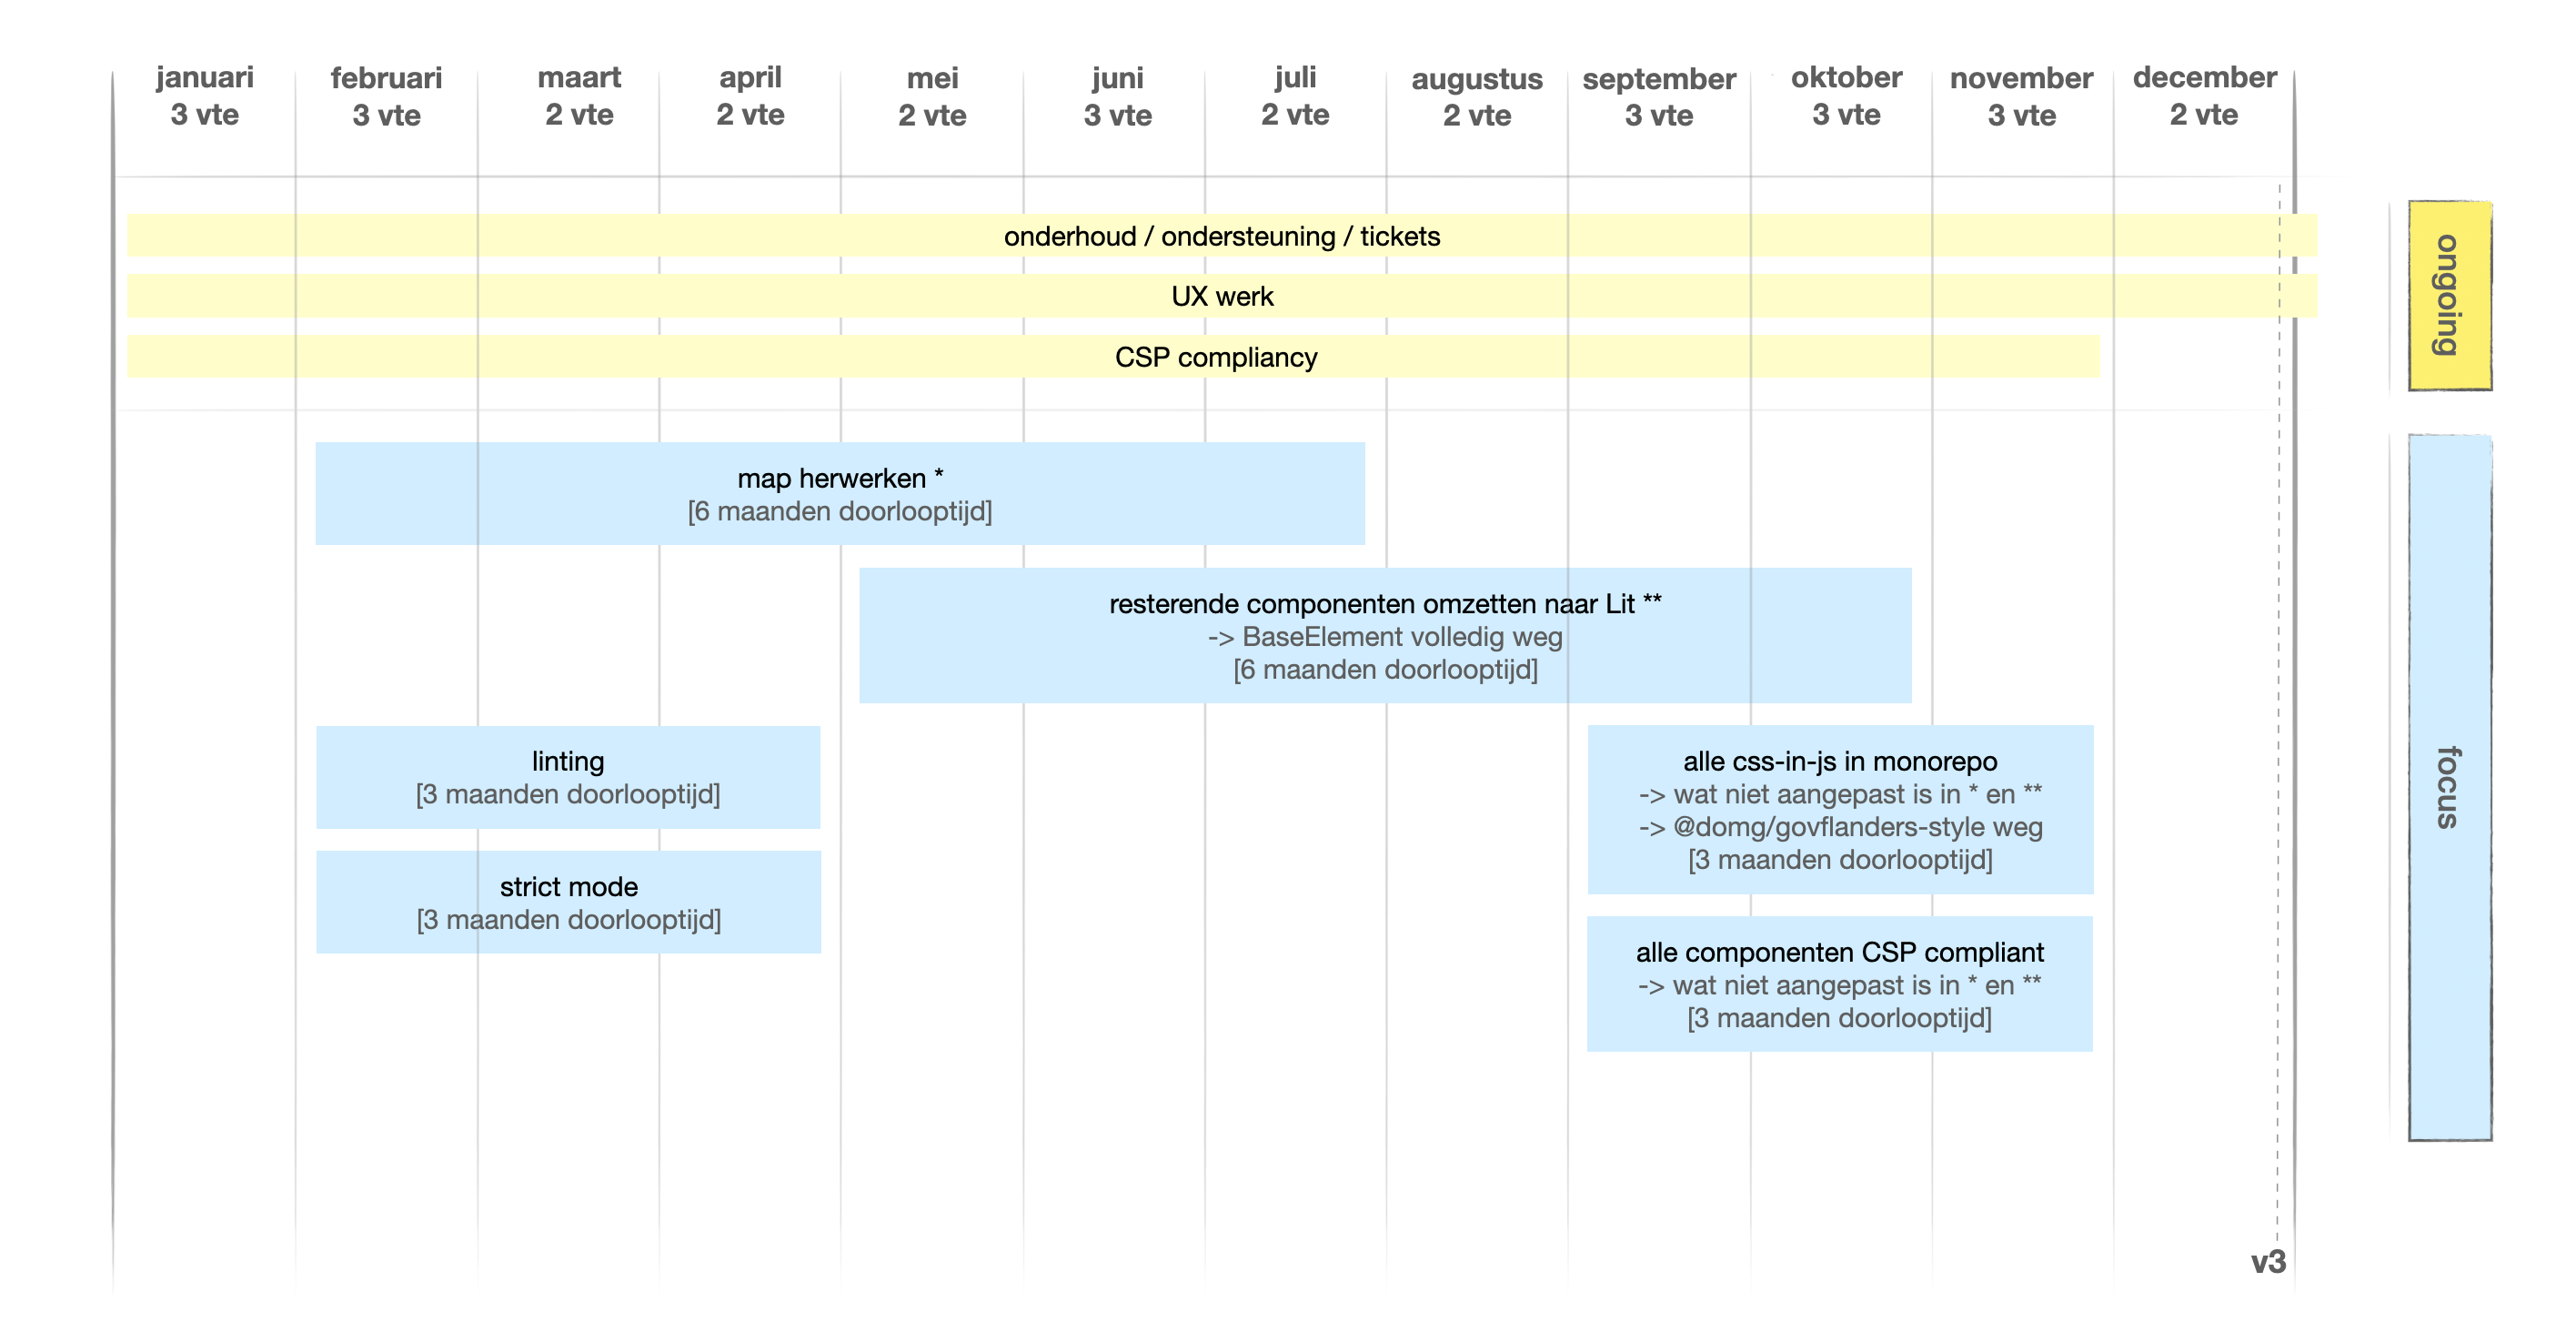 januari
3 vte
februari
3 vte
maart
2 vte
april
2 vte
mei
2 vte
juni
3 vte
juli
2 vte
augustus
2 vte
september
3 vte
oktober
3 vte
november
3 vte
december
2 vte
onderhoud / ondersteuning / tickets
UX werk
CSP compliancy
ongoing
map herwerken *
[6 maanden doorlooptijd]
resterende componenten omzetten naar Lit **
-> BaseElement volledig weg
[6 maanden doorlooptijd]
linting
[3 maanden doorlooptijd]
alle css-in-js in monorepo
-> wat niet aangepast is in * en **
-> @domg/govflanders-style weg
[3 maanden doorlooptijd]
strict mode
[3 maanden doorlooptijd]
alle componenten CSP compliant
-> wat niet aangepast is in * en **
[3 maanden doorlooptijd]
focus
v3